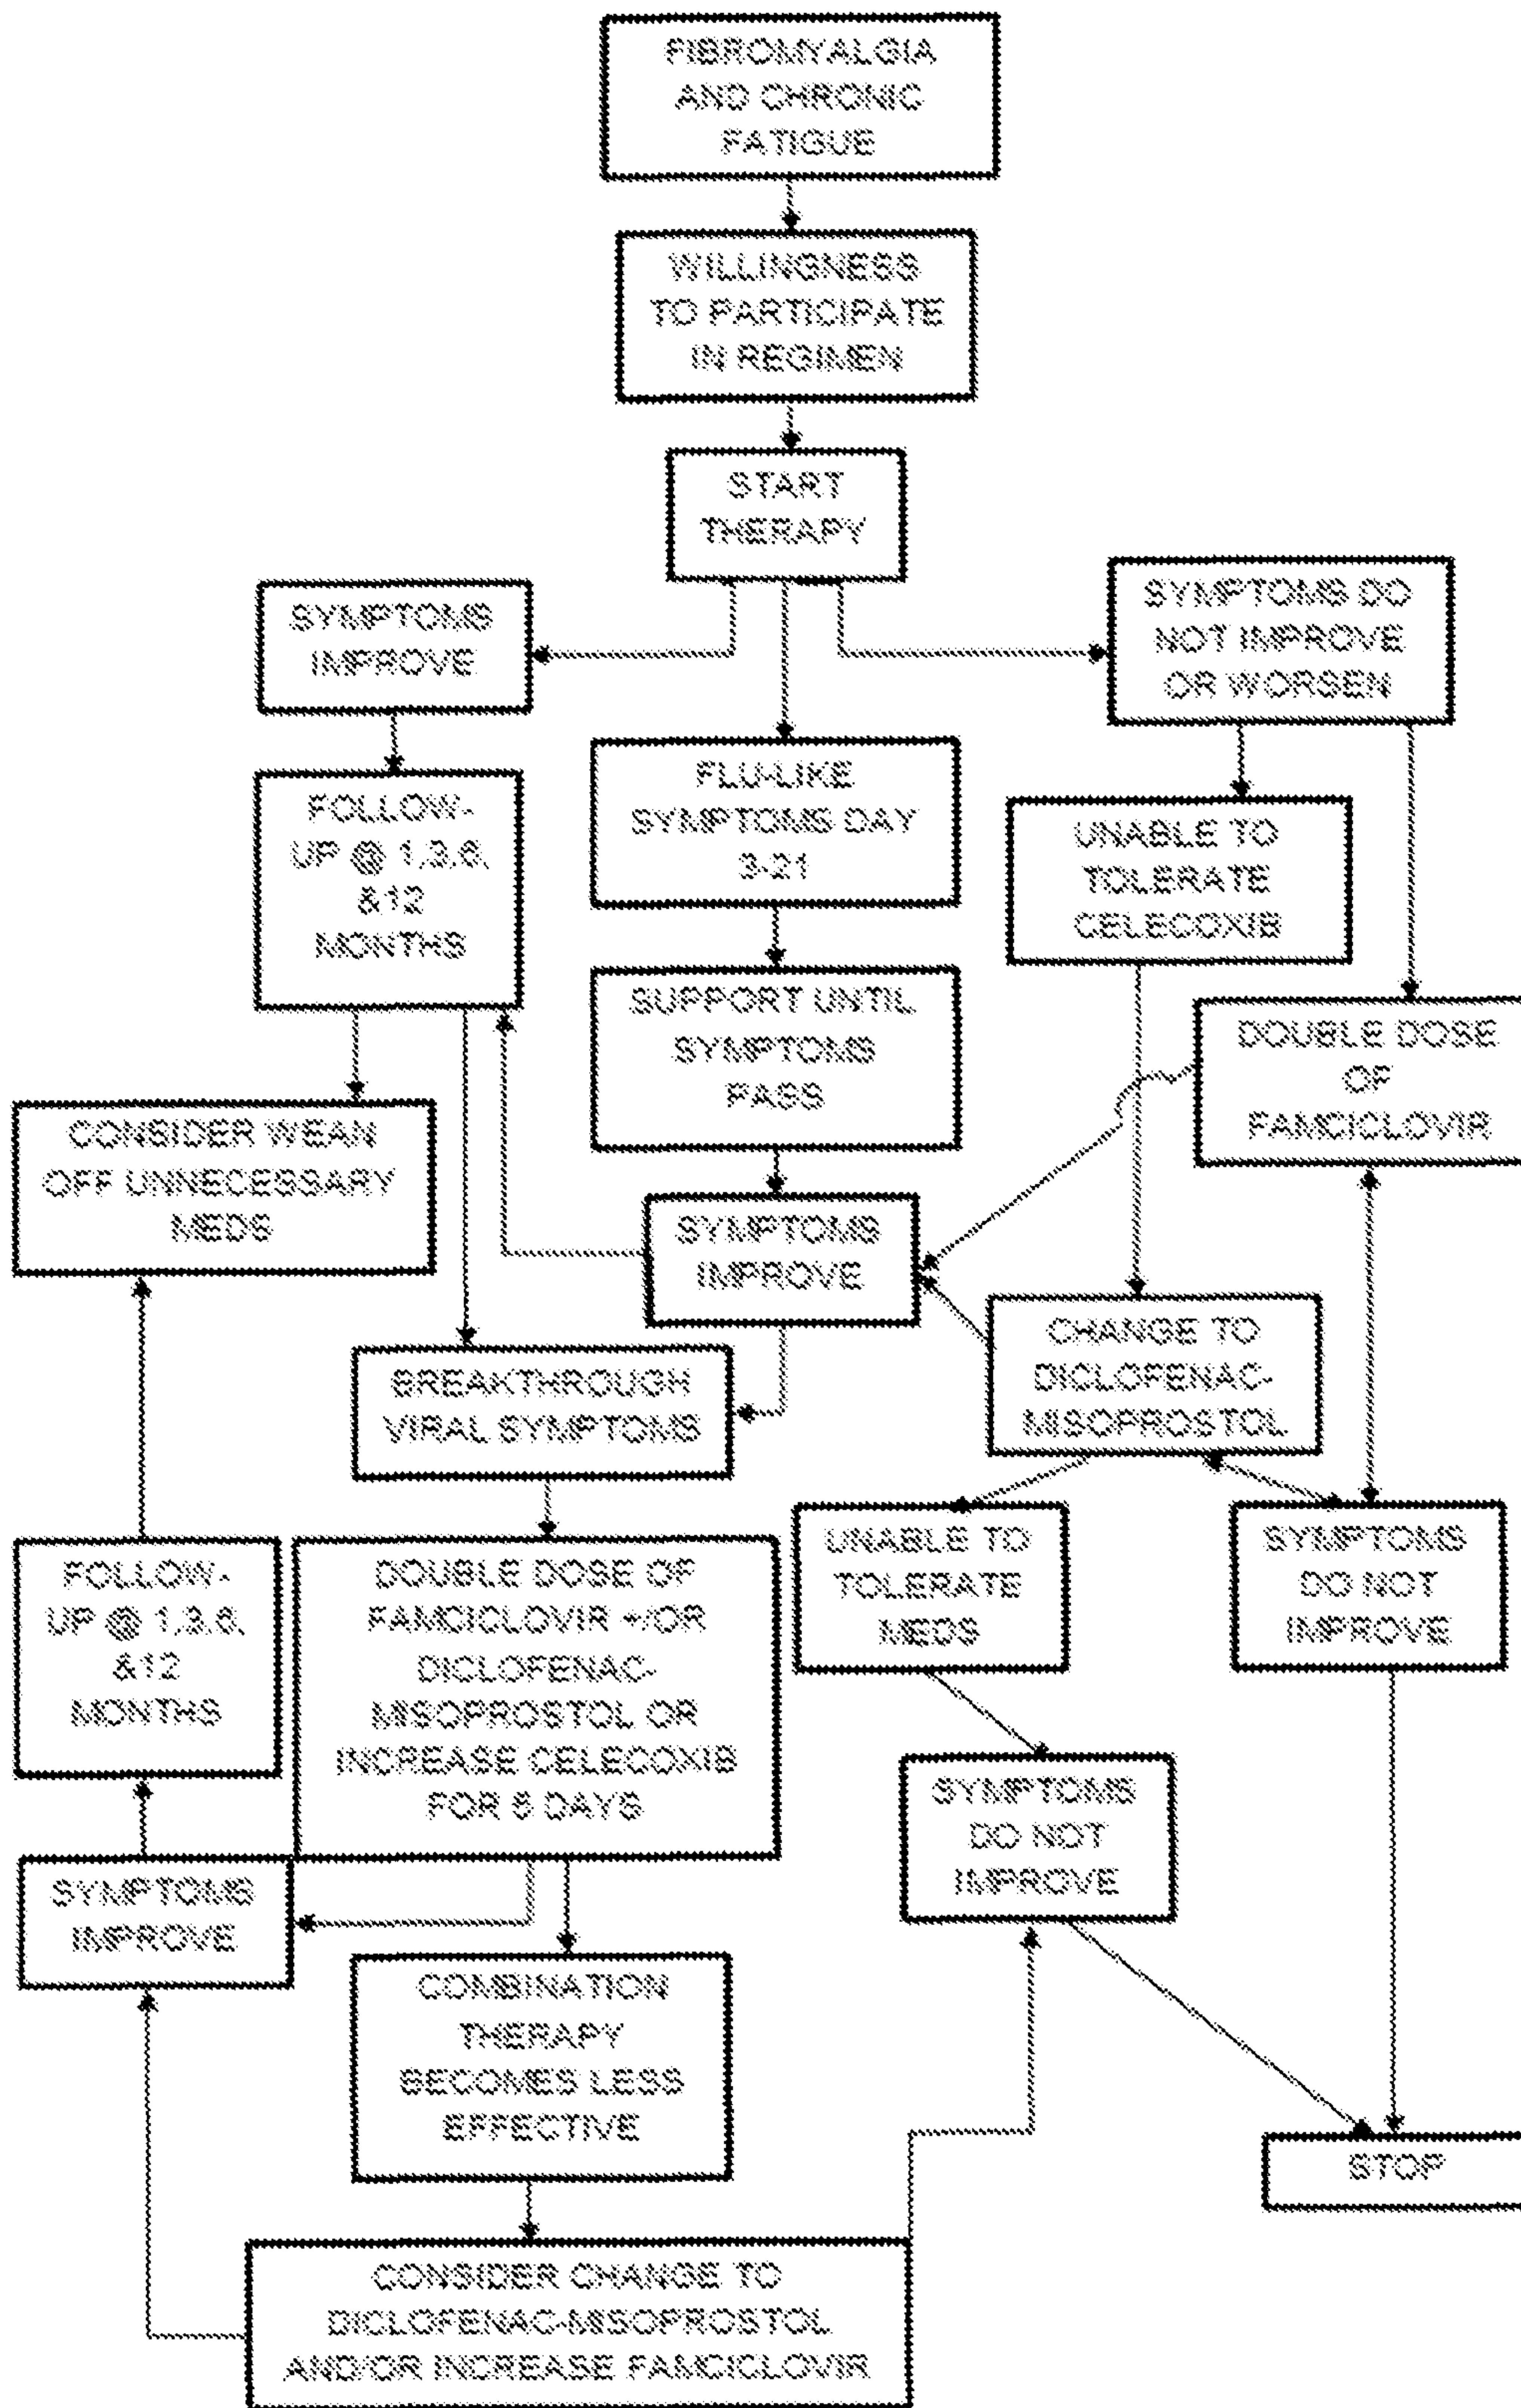 FIBROMYALGIA
AND CHRONIC
FATIGUE
WILLINGNESS
TO PARTICIPATE
IN REGIMEN
START
THERAPY
SYMPTOMS
IMPROVE
SYMPTOMS DO
NOT IMPROVE
OR WORSEN
FOLLOW-
UP @ 1,3,6,
&12
MONTHS
FLU-LIKE
SYMPTOMS DAY
3-21
UNABLE TO
TOLERATE
CELECOXIB
SUPPORT UNTIL
SYMPTOMS
PASS
DOUBLE DOSE
OF
FAMCICLOVIR
CONSIDER WEAN
OFF UNNECESSARY
MEDS
SYMPTOMS
IMPROVE
CHANGE TO
DICLOFENAC-
MISOPROSTOL
BREAKTHROUGH
VIRAL SYMPTOMS
UNABLE TO
TOLERATE
MEDS
SYMPTOMS
DO NOT
IMPROVE
FOLLOW-
UP @ 1,3,6,
&12
MONTHS
DOUBLE DOSE OF
FAMCICLOVIR +/OR
DICLOFENAC-
MISOPROSTOL OR
INCREASE CELECOXIB
FOR DAYS
SYMPTOMS
DO NOT
IMPROVE
SYMPTOMS
IMPROVE
COMBINATION
THERAPY
BECOMES LESS
EFFECTIVE
STOP
CONSIDER CHANGE TO
DICLOFENAC-MISOPROSTOL
AND/OR INCREASE FAMCICLOVIR